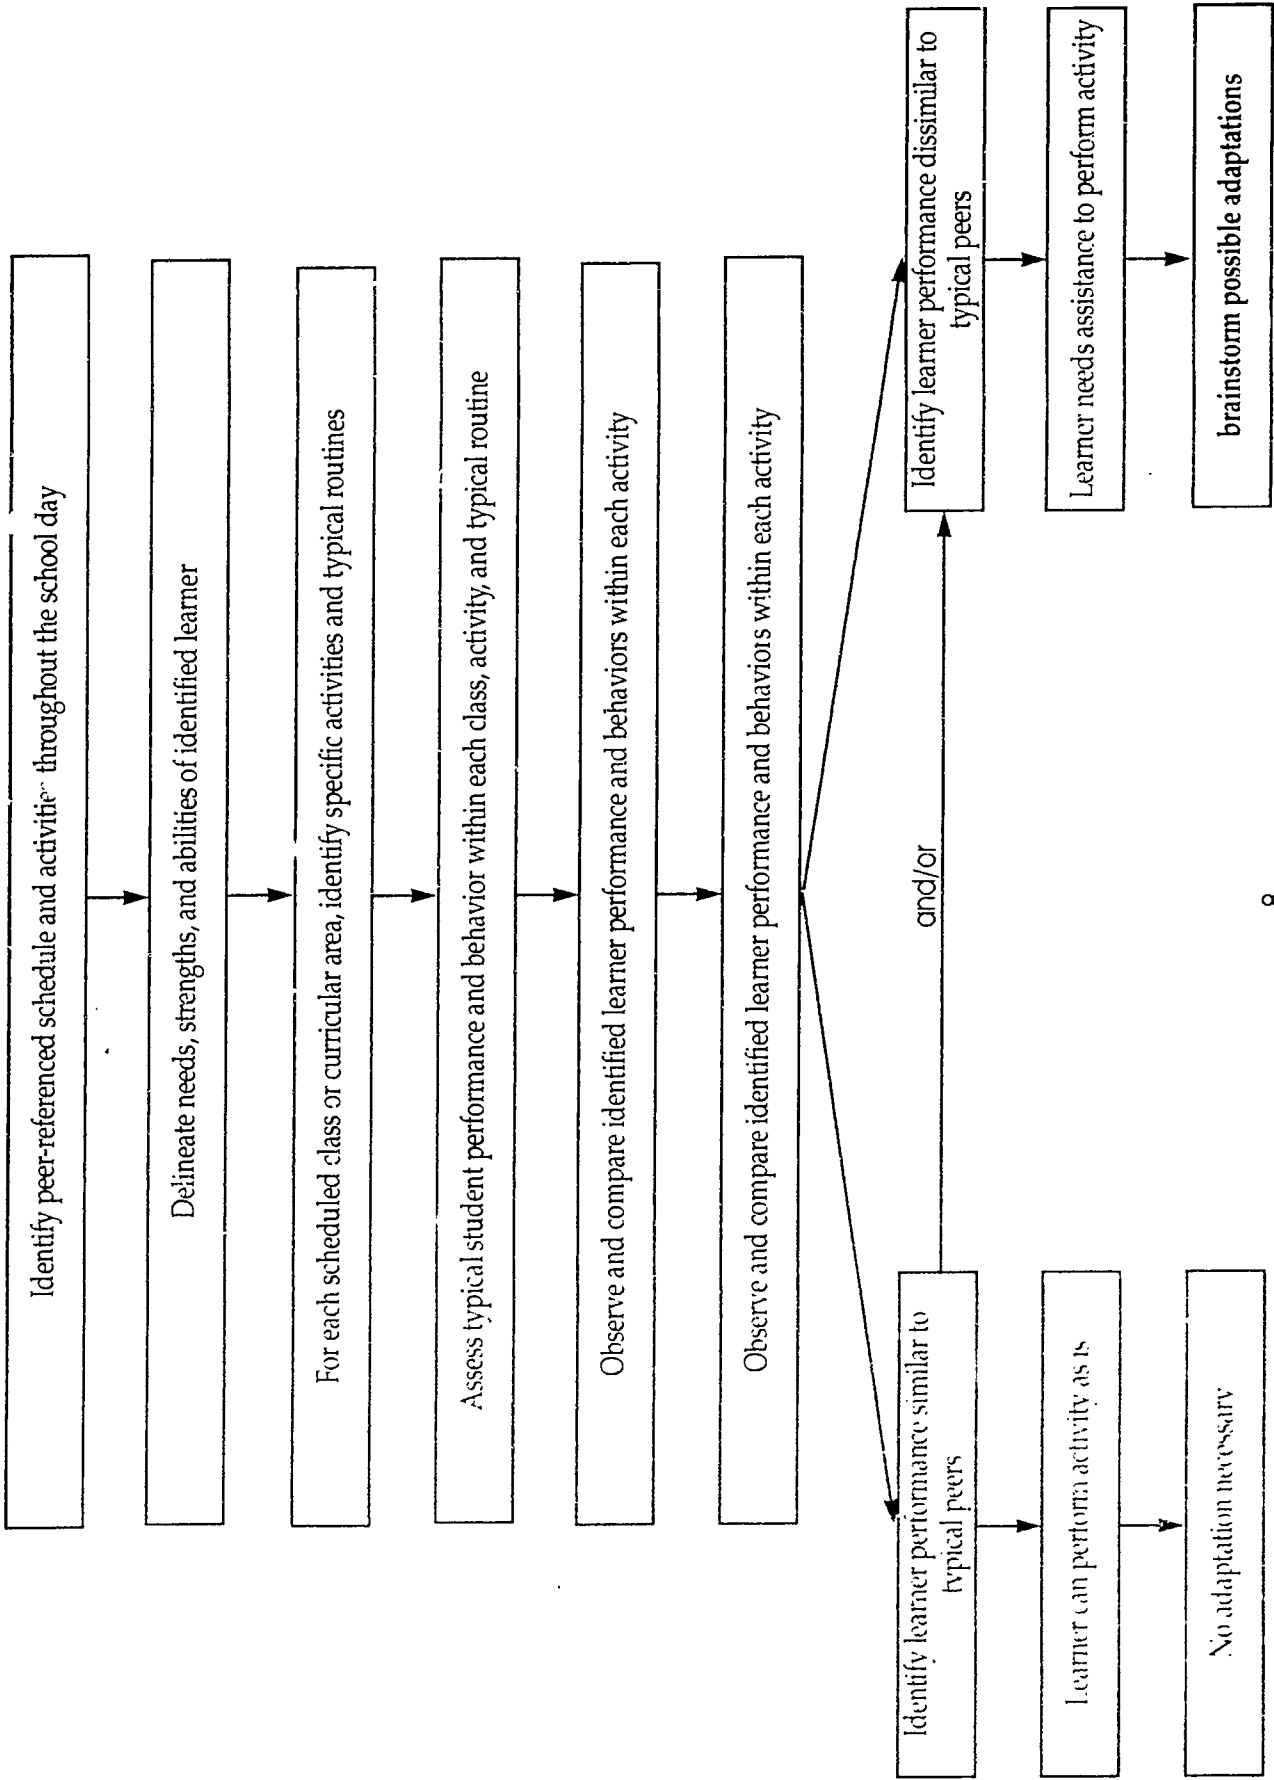 Identify peer-referenced schedule and activities throughout the school day
Delineate needs, strengths, and abilities of identified learner
For each scheduled class or curricular area, identify specific activities and typical routines
Assess typical student performance and behavior within each class, activity, and typical routine
Observe and compare identified learner performance and behaviors within each activity
Observe and compare identified learner performance and behaviors within each activity
Identify learner performance similar to
typical peers
and/or
Identify learner performance dissimilar to
typical peers
Learner can perform activity as is
Learner needs assistance to perform activity
No adaptation necessary
brainstorm possible adaptations
8